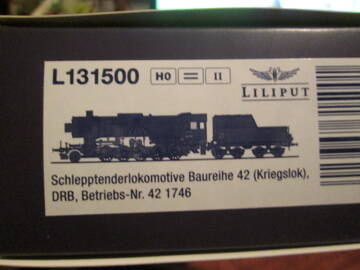 L131500 H0 II
LILIPUT
Schlepptenderlokomotive Baureihe 42 (Kriegslok),
DRB, Betriebs-Nr. 42 1746